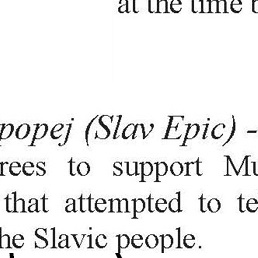 at the time b
popej (Slav Epic) -
rees to support Mu
that attempted to te
he Slavic people.